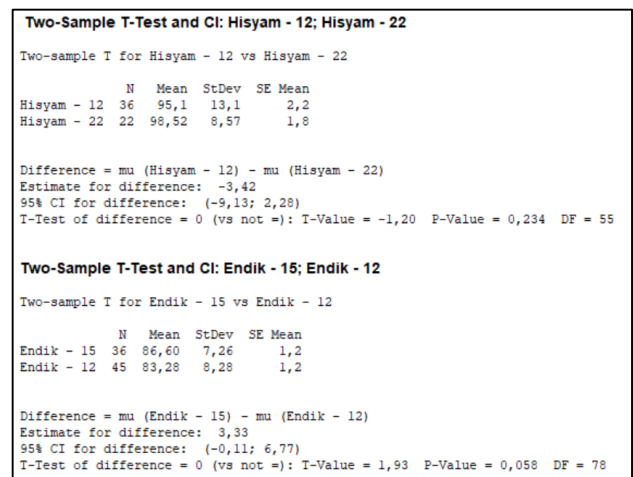 Two-Sample T-Test and CI: Hisyam - 12; Hisyam - 22
Two-sample T for Hisyam - 12 vs Hisyam - 22
N Mean StDev SE Mean
Hisyam - 12 36 95,1 13,1 2,2
Hisyam - 22 22 98,52 8,57 1,8
Difference = mu (Hisyam - 12) - mu (Hisyam - 22)
Estimate for difference: -3,42
95% CI for difference: (-9,13; 2,28)
T-Test of difference = 0 (vs not =): T-Value = -1,20 P-Value = 0,234 DF = 55
Two-Sample T-Test and CI: Endik - 15; Endik - 12
Two-sample T for Endik - 15 vs Endik - 12
N Mean StDev SE Mean
Endik - 15 36 86,60 7,26 1,2
Endik - 12 45 83,28 8,28 1,2
Difference = mu (Endik - 15) - mu (Endik - 12)
Estimate for difference: 3,33
95% CI for difference: (-0,11; 6,77)
T-Test of difference = 0 (vs not =): T-Value = 1,93 P-Value = 0,058 DF = 78